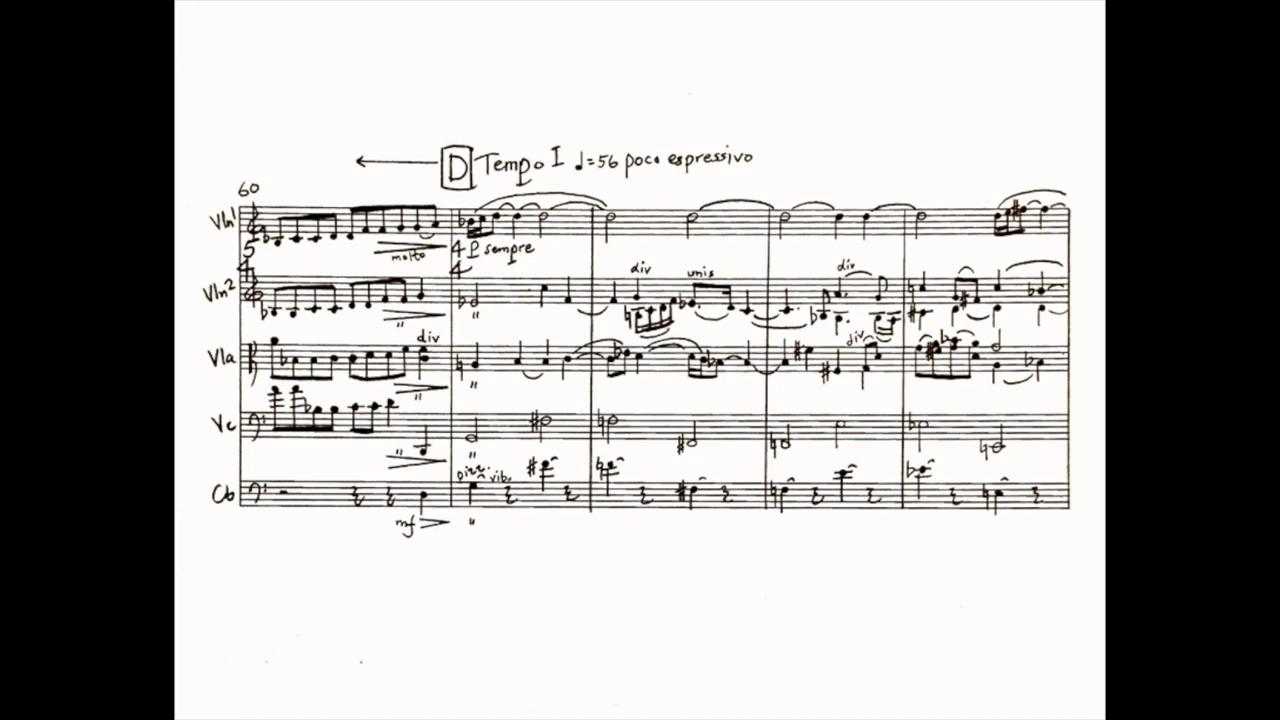 D Tempo I ♩=56 poco espressivo
60
Vln1
5 4
molto
4 4
P sempre
Vln2
div
unis
div
"
"
Vla
div
div
"
"
Vc
"
"
Cb
pizz. vib.
mf
"